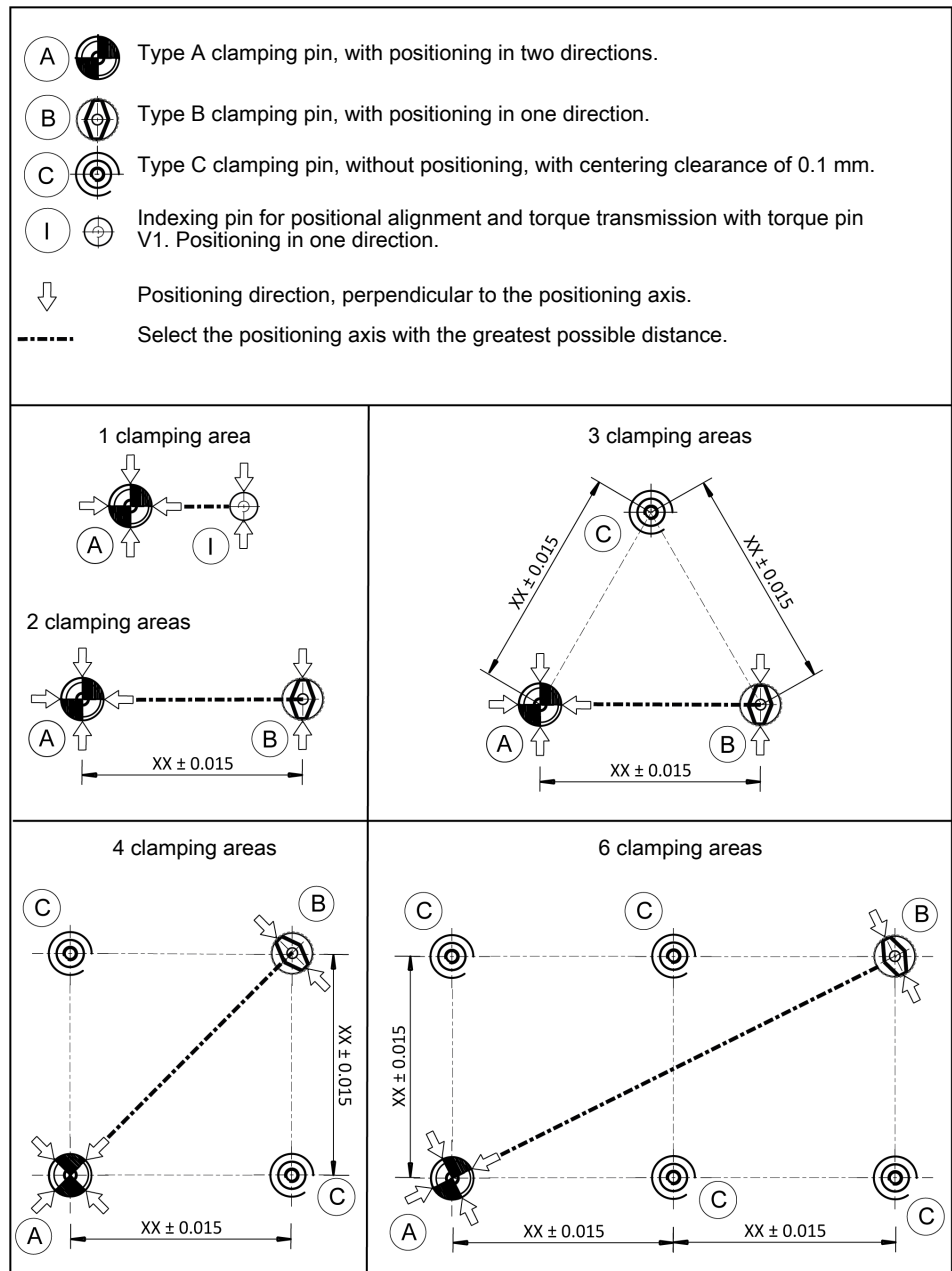 A Type A clamping pin, with positioning in two directions.
B Type B clamping pin, with positioning in one direction.
C Type C clamping pin, without positioning, with centering clearance of 0.1 mm.
I Indexing pin for positional alignment and torque transmission with torque pin
V1. Positioning in one direction.
Positioning direction, perpendicular to the positioning axis.
Select the positioning axis with the greatest possible distance.
1 clamping area
A
I
2 clamping areas
A
B
XX ± 0.015
3 clamping areas
C
XX ± 0.015
XX ± 0.015
A
B
XX ± 0.015
4 clamping areas
C
B
XX ± 0.015
A
C
XX ± 0.015
6 clamping areas
C
C
B
XX ± 0.015
A
C
C
XX ± 0.015
XX ± 0.015